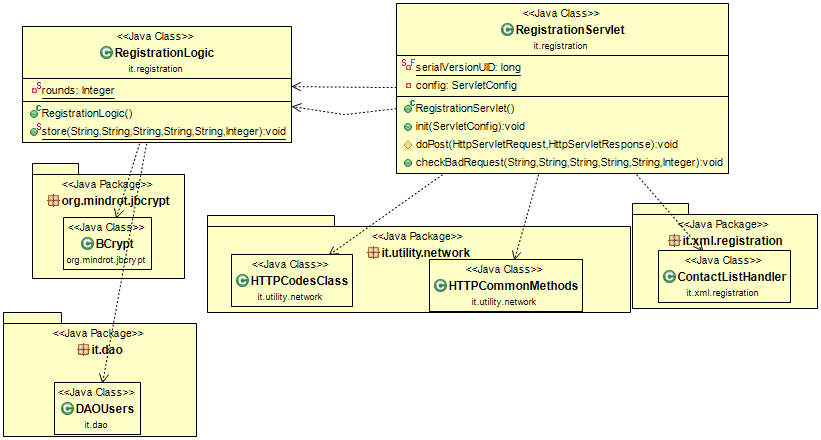 <<Java Class>>
RegistrationLogic
it.registration
rounds: Integer
RegistrationLogic()
store(String,String,String,String,String,Integer):void
<<Java Class>>
RegistrationServlet
it.registration
serialVersionUID: long
config: ServletConfig
RegistrationServlet()
init(ServletConfig):void
doPost(HttpServletRequest,HttpServletResponse):void
checkBadRequest(String,String,String,String,String,Integer):void
<<Java Package>>
org.mindrot.jbcrypt
<<Java Class>>
BCrypt
org.mindrot.jbcrypt
<<Java Package>>
it.utility.network
<<Java Class>>
HTTPCodesClass
it.utility.network
<<Java Class>>
HTTPCommonMethods
it.utility.network
<<Java Package>>
it.xml.registration
<<Java Class>>
ContactListHandler
it.xml.registration
<<Java Package>>
it.dao
<<Java Class>>
DAOUsers
it.dao